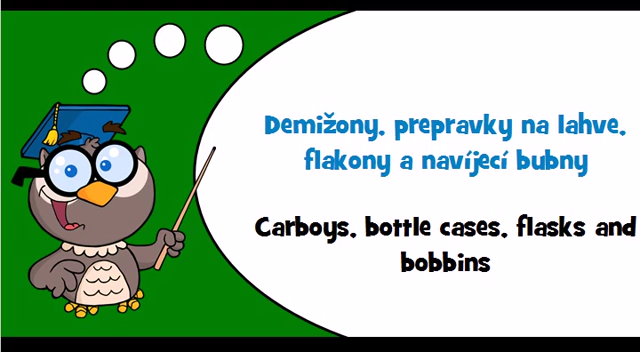 Demižony, prepravky na lahve,
flakony a navíjecí bubny
Carboys, bottle cases, flasks and
bobbins